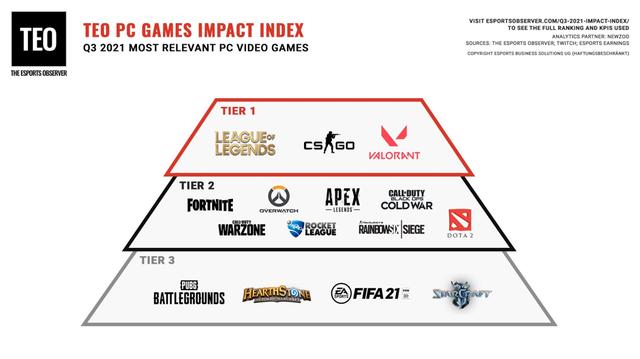 TEO
THE ESPORTS OBSERVER
TEO PC GAMES IMPACT INDEX
Q3 2021 MOST RELEVANT PC VIDEO GAMES
VISIT ESPORTSOBSERVER.COM/Q3-2021-IMPACT-INDEX/
TO SEE THE FULL RANKING AND KPIS USED
ANALYTICS PARTNER: NEWZOO
SOURCES: THE ESPORTS OBSERVER; TWITCH; ESPORTS EARNINGS
COPYRIGHT ESPORTS BUSINESS SOLUTIONS UG (HAFTUNGSBESCHRÄNKT)
TIER 1
LEAGUE OF
LEGENDS
CS GO
VALORANT
TIER 2
FORTNITE
OVERWATCH
APEX
LEGENDS
CALL OF DUTY
BLACK OPS
COLD WAR
CALL OF DUTY
WARZONE
ROCKET
LEAGUE
RAINBOW SIX SIEGE
DOTA 2
TIER 3
PUBG
BATTLEGROUNDS
HEARTHSTONE
EA SPORTS FIFA 21
STARCRAFT